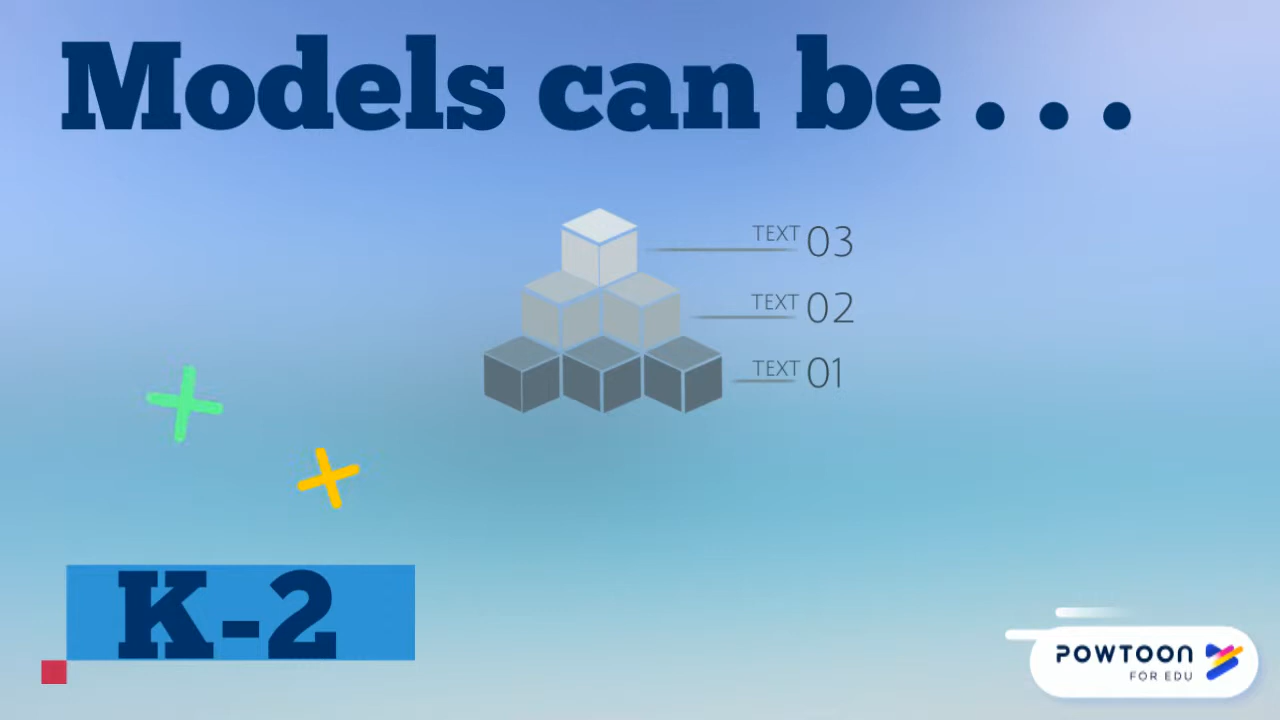 Models can be . . .
TEXT 03
TEXT 02
TEXT 01
K-2
POWTOON
FOR EDU